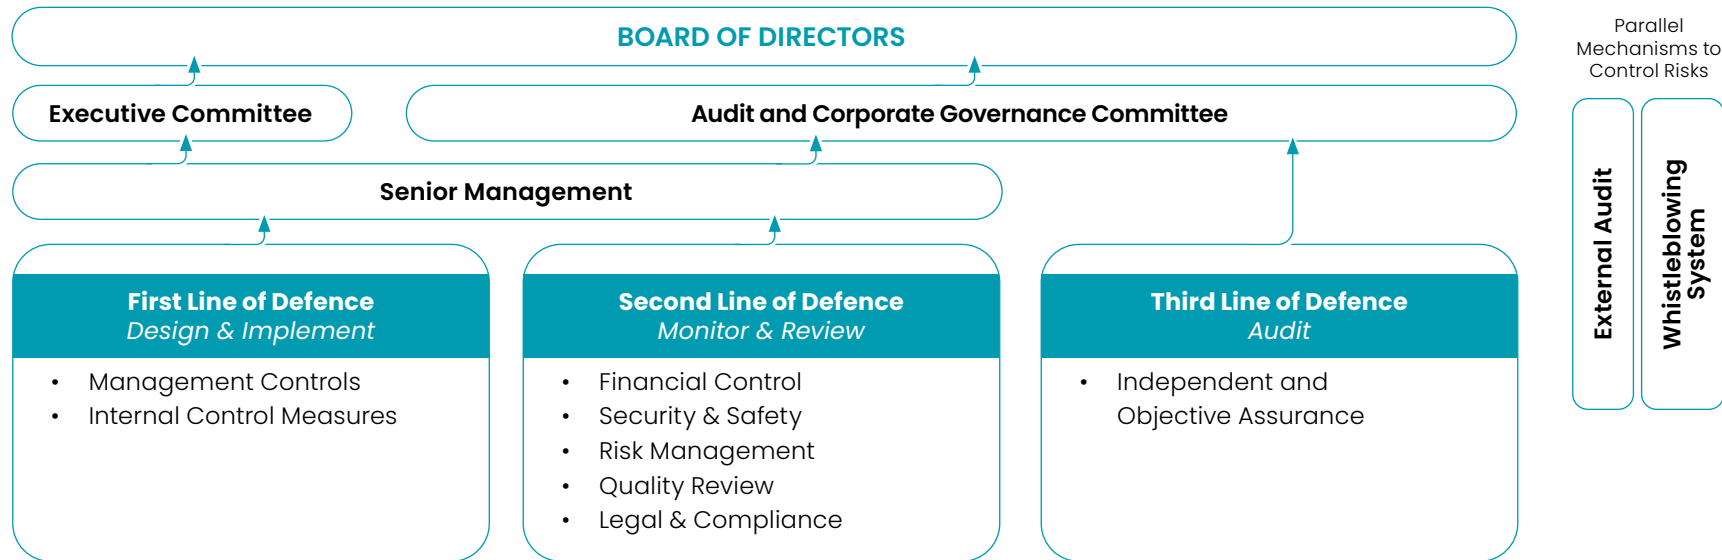 BOARD OF DIRECTORS
Executive Committee
Audit and Corporate Governance Committee
Senior Management
First Line of Defence
Design & Implement
• Management Controls
• Internal Control Measures
Second Line of Defence
Monitor & Review
• Financial Control
• Security & Safety
• Risk Management
• Quality Review
• Legal & Compliance
Third Line of Defence
Audit
• Independent and
Objective Assurance
Parallel
Mechanisms to
Control Risks
External Audit
Whistleblowing
System